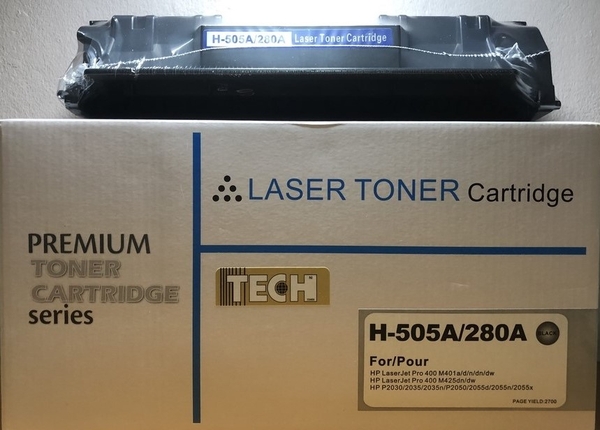 H-505A/280A Laser Toner Cartridge
LASER TONER Cartridge
PREMIUM
TONER
CARTRIDGE
series
TECH
H-505A/280A
BLACK
For/Pour
HP LaserJet Pro 400 M401a/d/n/dn/dw
HP LaserJet Pro 400 M425dn/dw
HP P2030/2035/2035n/P2050/2055d/2055n/2055x
PAGE YIELD:2700